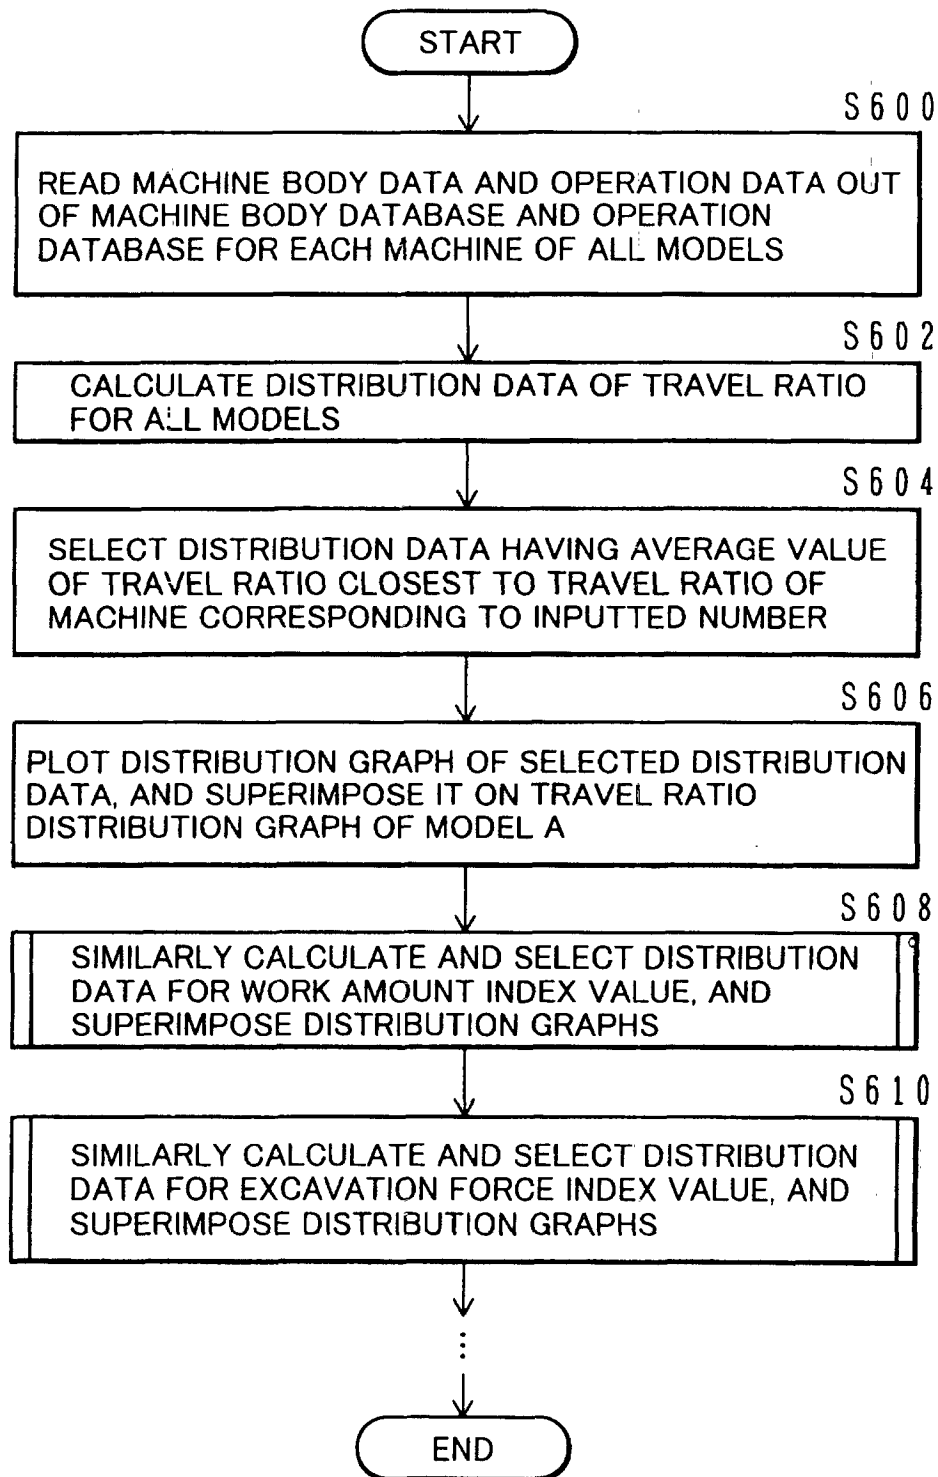 START
S600
READ MACHINE BODY DATA AND OPERATION DATA OUT
OF MACHINE BODY DATABASE AND OPERATION
DATABASE FOR EACH MACHINE OF ALL MODELS
S602
CALCULATE DISTRIBUTION DATA OF TRAVEL RATIO
FOR ALL MODELS
S604
SELECT DISTRIBUTION DATA HAVING AVERAGE VALUE
OF TRAVEL RATIO CLOSEST TO TRAVEL RATIO OF
MACHINE CORRESPONDING TO INPUTTED NUMBER
S606
PLOT DISTRIBUTION GRAPH OF SELECTED DISTRIBUTION
DATA, AND SUPERIMPOSE IT ON TRAVEL RATIO
DISTRIBUTION GRAPH OF MODEL A
S608
SIMILARLY CALCULATE AND SELECT DISTRIBUTION
DATA FOR WORK AMOUNT INDEX VALUE, AND
SUPERIMPOSE DISTRIBUTION GRAPHS
S610
SIMILARLY CALCULATE AND SELECT DISTRIBUTION
DATA FOR EXCAVATION FORCE INDEX VALUE, AND
SUPERIMPOSE DISTRIBUTION GRAPHS
⋮
END